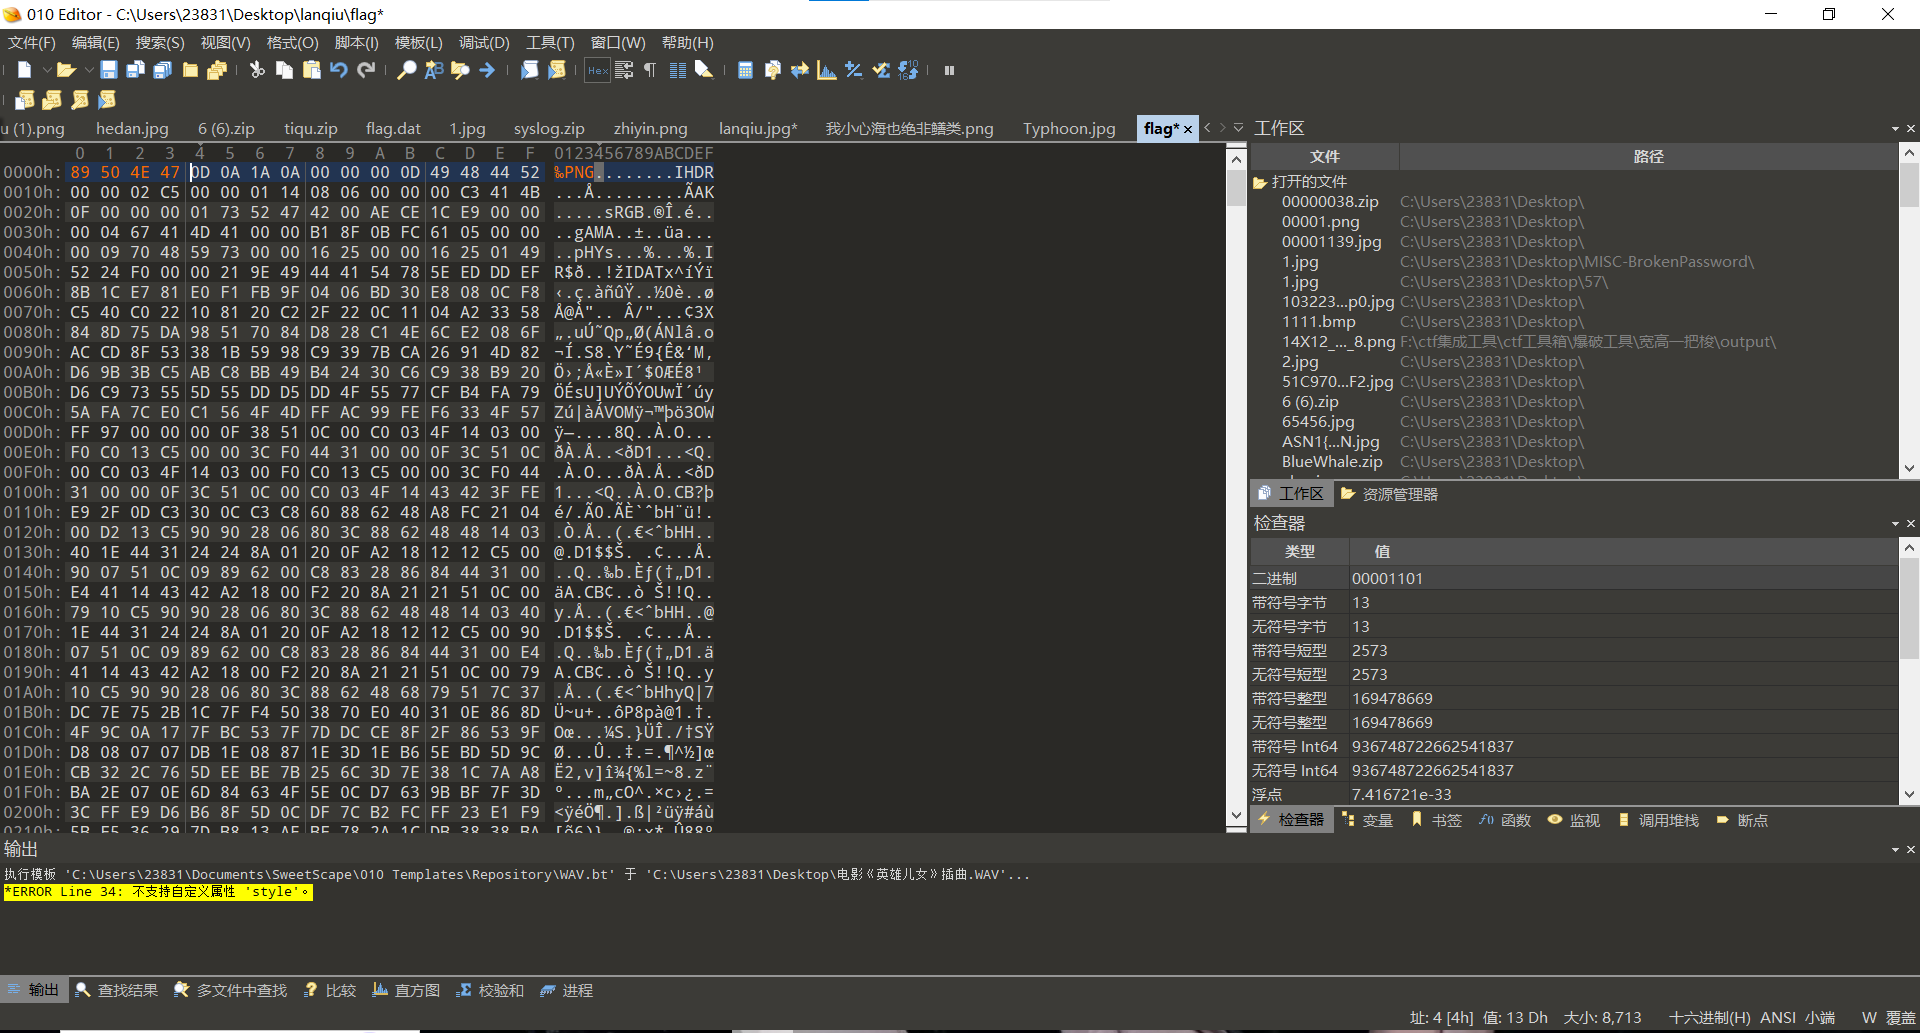 010 Editor - C:\Users\23831\Desktop\lanqiu\flag*
文件(F) 编辑(E) 搜索(S) 视图(V) 格式(O) 脚本(I) 模板(L) 调试(D) 工具(T) 窗口(W) 帮助(H)
u (1).png hedan.jpg 6 (6).zip tiqu.zip flag.dat 1.jpg syslog.zip zhiyin.png lanqiu.jpg* 我小心海也绝非鳝类.png Typhoon.jpg flag*
0 1 2 3 4 5 6 7 8 9 A B C D E F 0123456789ABCDEF
0000h: 89 50 4E 47 0D 0A 1A 0A 00 00 00 0D 49 48 44 52 ‰PNG........IHDR
0010h: 00 00 02 C5 00 00 01 14 08 06 00 00 00 C3 41 4B ...Å.........ÃAK
0020h: 0F 00 00 00 01 73 52 47 42 00 AE CE 1C E9 00 00 .....sRGB.®Î.é..
0030h: 00 04 67 41 4D 41 00 00 B1 8F 0B FC 61 05 00 00 ..gAMA..±..üa...
0040h: 00 09 70 48 59 73 00 00 16 25 00 00 16 25 01 49 ..pHYs...%...%.I
0050h: 52 24 F0 00 00 21 9E 49 44 41 54 78 5E ED DD EF R$ð..!žIDATx^íÝï
0060h: 8B 1C E7 81 E0 F1 FB 9F 04 06 BD 30 E8 08 0C F8 ‹.ç.àñûŸ..½0è..ø
0070h: C5 40 C0 22 10 81 20 C2 2F 22 0C 11 04 A2 33 58 Å@À".. Â/"...¢3X
0080h: 84 8D 75 DA 98 51 70 84 D8 28 C1 4E 6C E2 08 6F „.uÚ˜Qp„Ø(ÁNlâ.o
0090h: AC CD 8F 53 38 1B 59 98 C9 39 7B CA 26 91 4D 82 ¬Í.S8.Y˜É9{Ê&‘M‚
00A0h: D6 9B 3B C5 AB C8 BB 49 B4 24 30 C6 C9 38 B9 20 Ö›;Å«È»I´$0ÆÉ8¹
00B0h: D6 C9 73 55 5D 55 DD D5 DD 4F 55 77 CF B4 FA 79 ÖÉsU]UÝÕÝOUwÏ´úy
00C0h: 5A FA 7C E0 C1 56 4F 4D FF AC 99 FE F6 33 4F 57 Zú|àÁVOMÿ¬™þö3OW
00D0h: FF 97 00 00 00 0F 38 51 0C 00 C0 03 4F 14 03 00 ÿ—....8Q..À.O...
00E0h: F0 C0 13 C5 00 00 3C F0 44 31 00 00 0F 3C 51 0C ðÀ.Å..<ðD1...<Q.
00F0h: 00 C0 03 4F 14 03 00 F0 C0 13 C5 00 00 3C F0 44 .À.O...ðÀ.Å..<ðD
0100h: 31 00 00 0F 3C 51 0C 00 C0 03 4F 14 43 42 3F FE 1...<Q..À.O.CB?þ
0110h: E9 2F 0D C3 30 0C C3 C8 60 88 62 48 A8 FC 21 04 é/.Ã0.ÃÈ`ˆbH¨ü!.
0120h: 00 D2 13 C5 90 90 28 06 80 3C 88 62 48 48 14 03 .Ò.Å..(.€<ˆbHH..
0130h: 40 1E 44 31 24 24 8A 01 20 0F A2 18 12 12 C5 00 @.D1$$Š. .¢...Å.
0140h: 90 07 51 0C 09 89 62 00 C8 83 28 86 84 44 31 00 ..Q..‰b.Èƒ(†„D1.
0150h: E4 41 14 43 42 A2 18 00 F2 20 8A 21 21 51 0C 00 äA.CB¢..ò Š!!Q..
0160h: 79 10 C5 90 90 28 06 80 3C 88 62 48 48 14 03 40 y.Å..(.€<ˆbHH..@
0170h: 1E 44 31 24 24 8A 01 20 0F A2 18 12 12 C5 00 90 .D1$$Š. .¢...Å..
0180h: 07 51 0C 09 89 62 00 C8 83 28 86 84 44 31 00 E4 .Q..‰b.Èƒ(†„D1.ä
0190h: 41 14 43 42 A2 18 00 F2 20 8A 21 21 51 0C 00 79 A.CB¢..ò Š!!Q..y
01A0h: 10 C5 90 90 28 06 80 3C 88 62 48 68 79 51 7C 37 .Å..(.€<ˆbHhyQ|7
01B0h: DC 7E 75 2B 1C 7F F4 50 38 70 E0 40 31 0E 86 8D Ü~u+..ôP8pà@1.†.
01C0h: 4F 9C 0A 17 7F BC 53 7F 7D DC CE 8F 2F 86 53 9F Oœ...¼S.}ÜÎ./†SŸ
01D0h: D8 08 07 07 DB 1E 08 87 1E 3D 1E B6 5E BD 5D 9C Ø...Û..‡.=.¶^½]œ
01E0h: CB 32 2C 76 5D EE BE 7B 25 6C 3D 7E 38 1C 7A A8 Ë2,v]î¾{%l=~8.z¨
01F0h: BA 2E 07 0E 6D 84 63 4F 5E 0C D7 63 9B BF 7F 3D º...m„cO^.×c›¿.=
0200h: 3C FF E9 D6 B6 8F 5D 0C DF 7C B2 FC FF 23 E1 F9 <ÿéÖ¶.].ß|²üÿ#áù
工作区
文件 路径
打开的文件
00000038.zip C:\Users\23831\Desktop\
00001.png C:\Users\23831\Desktop\
00001139.jpg C:\Users\23831\Desktop\
1.jpg C:\Users\23831\Desktop\MISC-BrokenPassword\
1.jpg C:\Users\23831\Desktop\57\
103223...p0.jpg C:\Users\23831\Desktop\
1111.bmp C:\Users\23831\Desktop\
14X12_..._8.png F:\ctf集成工具\ctf工具箱\爆破工具\宽高一把梭\output\
2.jpg C:\Users\23831\Desktop\
51C970...F2.jpg C:\Users\23831\Desktop\
6 (6).zip C:\Users\23831\Desktop\
65456.jpg C:\Users\23831\Desktop\
ASN1{...N.jpg C:\Users\23831\Desktop\
BlueWhale.zip C:\Users\23831\Desktop\
工作区 资源管理器
检查器
类型 值
二进制 00001101
带符号字节 13
无符号字节 13
带符号短型 2573
无符号短型 2573
带符号整型 169478669
无符号整型 169478669
带符号 Int64 936748722662541837
无符号 Int64 936748722662541837
浮点 7.416721e-33
检查器 变量 书签 函数 监视 调用堆栈 断点
输出
执行模板 'C:\Users\23831\Documents\SweetScape\010 Templates\Repository\WAV.bt' 于 'C:\Users\23831\Desktop\电影《英雄儿女》插曲.WAV'...
*ERROR Line 34: 不支持自定义属性 'style'。
输出 查找结果 多文件中查找 比较 直方图 校验和 进程
址: 4 [4h] 值: 13 Dh 大小: 8,713 十六进制(H) ANSI 小端 W 覆盖